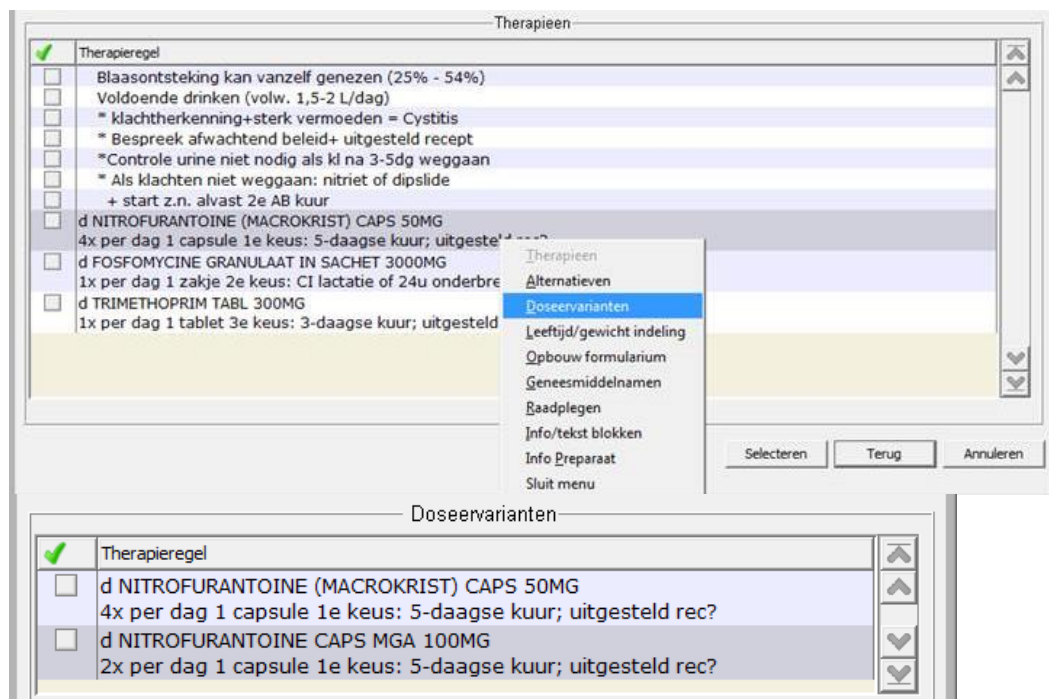 Therapieen
Therapieregel
Blaasontsteking kan vanzelf genezen (25% - 54%)
Voldoende drinken (volw. 1,5-2 L/dag)
* klachtherkenning+sterk vermoeden = Cystitis
* Bespreek afwachtend beleid+ uitgesteld recept
*Controle urine niet nodig als kl na 3-5dg weggaan
* Als klachten niet weggaan: nitriet of dipslide
+ start z.n. alvast 2e AB kuur
d NITROFURANTOINE (MACROKRIST) CAPS 50MG
4x per dag 1 capsule 1e keus: 5-daagse kuur; uitgesteld rec?
d FOSFOMYCINE GRANULAAT IN SACHET 3000MG
1x per dag 1 zakje 2e keus: CI lactatie of 24u onderbre
d TRIMETHOPRIM TABL 300MG
1x per dag 1 tablet 3e keus: 3-daagse kuur; uitgesteld
Therapieen
Alternatieven
Doseervarianten
Leeftijd/gewicht indeling
Opbouw formularium
Geneesmiddelnamen
Raadplegen
Info/tekst blokken
Info Preparaat
Sluit menu
Selecteren
Terug
Annuleren
Doseervarianten
Therapieregel
d NITROFURANTOINE (MACROKRIST) CAPS 50MG
4x per dag 1 capsule 1e keus: 5-daagse kuur; uitgesteld rec?
d NITROFURANTOINE CAPS MGA 100MG
2x per dag 1 capsule 1e keus: 5-daagse kuur; uitgesteld rec?